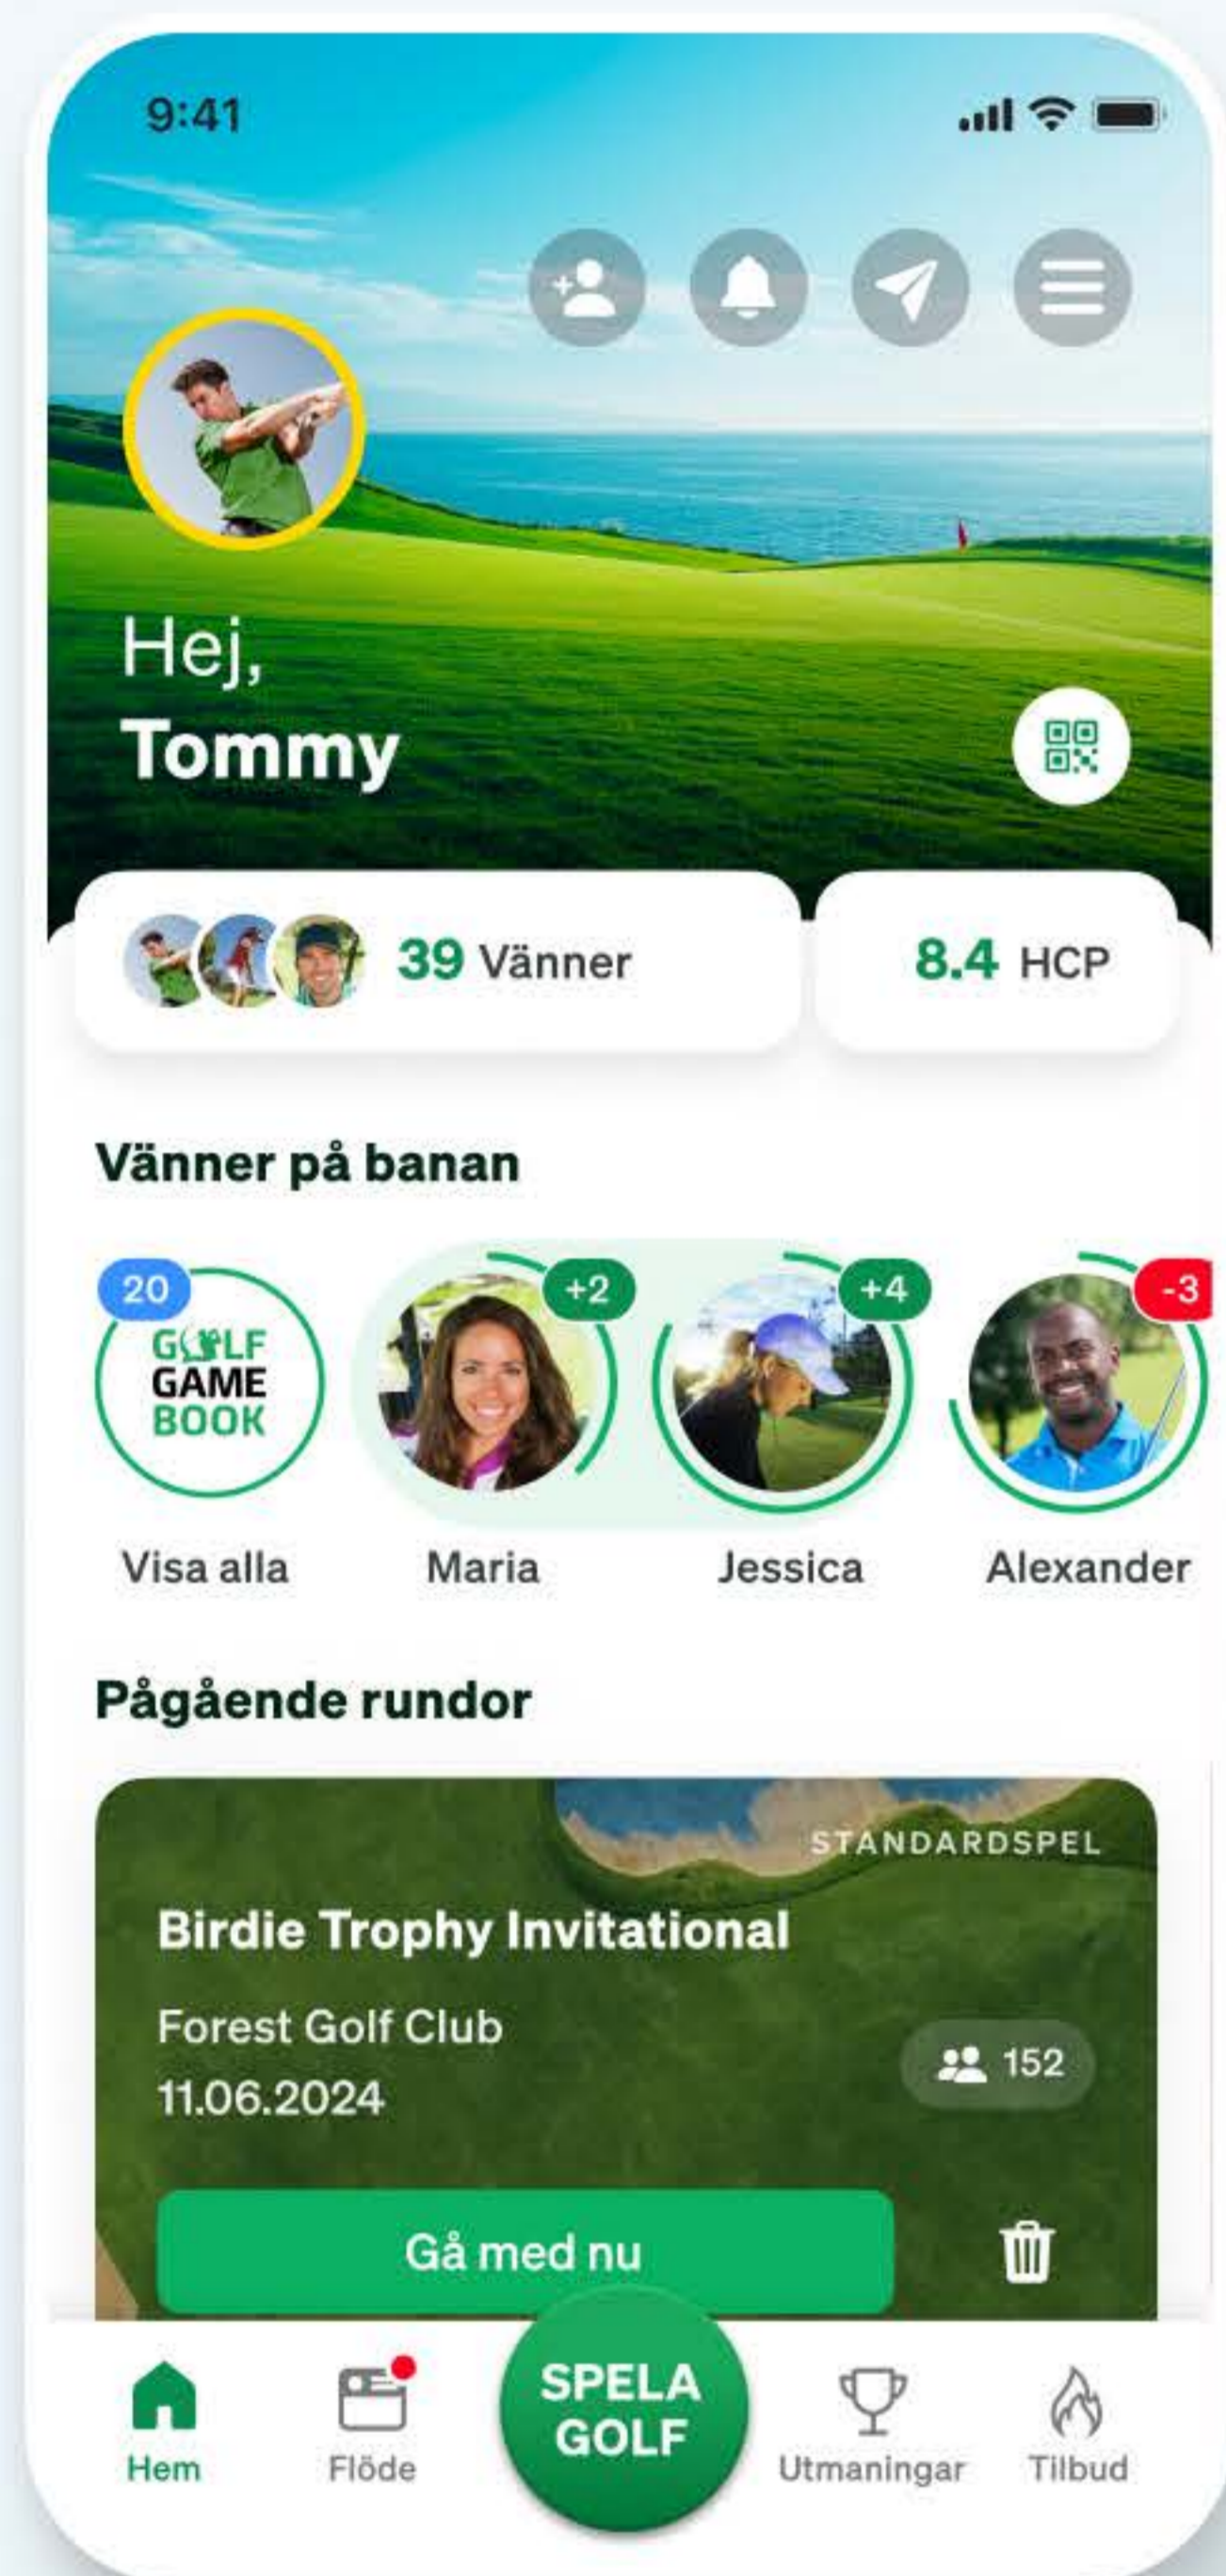 9:41
Hej,
Tommy
39 Vänner
8.4 HCP
Vänner på banan
20
+2
+4
-3
GOLF
GAME
BOOK
Visa alla
Maria
Jessica
Alexander
Pågående rundor
STANDARDSPEL
Birdie Trophy Invitational
Forest Golf Club
152
11.06.2024
Gå med nu
SPELA
GOLF
Hem
Flöde
Utmaningar
Tilbud